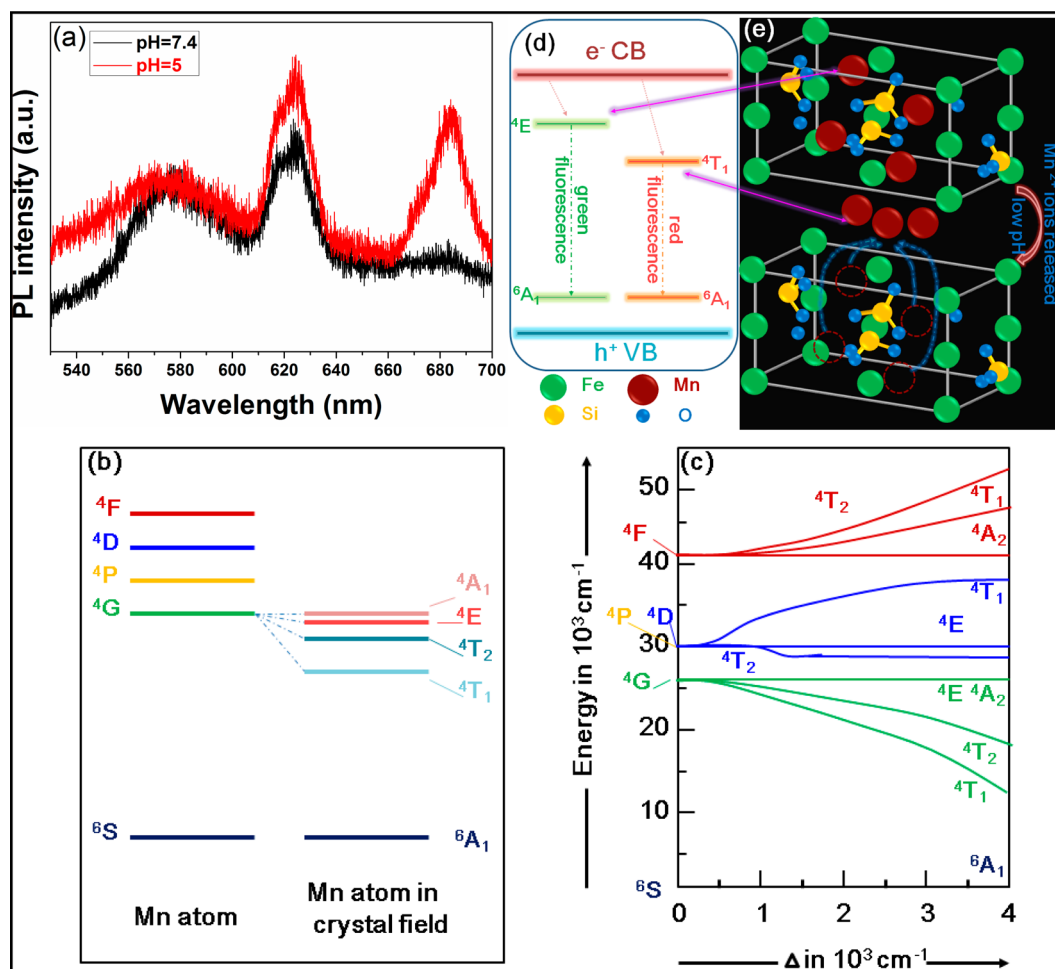 (a)
pH=7.4
pH=5
PL intensity (a.u.)
540 560 580 600 620 640 660 680 700
Wavelength (nm)
(d)
e⁻ CB
⁴E
⁴T₁
green
fluorescence
red
fluorescence
⁶A₁
⁶A₁
h⁺ VB
Fe
Mn
Si
O
(e)
Mn²⁺ ions released
low pH
(b)
⁴F
⁴D
⁴P
⁴G
⁴A₁
⁴E
⁴T₂
⁴T₁
⁶S
⁶A₁
Mn atom
Mn atom in
crystal field
(c)
Energy in 10³cm⁻¹
50
40
30
20
10
⁴F
⁴P
⁴D
⁴G
⁶S
⁴T₂
⁴T₁
⁴A₂
⁴T₁
⁴E
⁴T₂
⁴E ⁴A₂
⁴T₂
⁴T₁
⁶A₁
0 1 2 3 4
Δ in 10³cm⁻¹